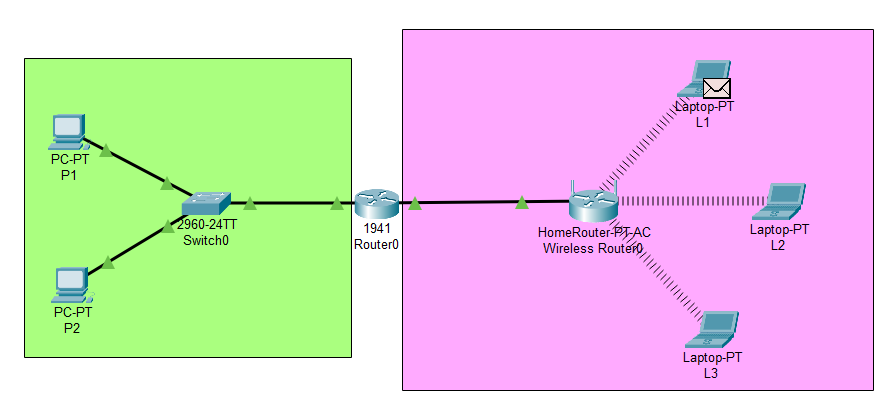 PC-PT
P1
PC-PT
P2
2960-24TT
Switch0
1941
Router0
HomeRouter-PT-AC
Wireless Router0
Laptop-PT
L1
Laptop-PT
L2
Laptop-PT
L3